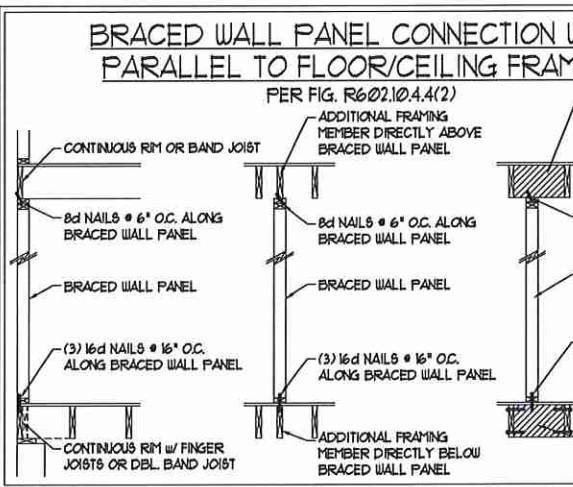 BRACED WALL PANEL CONNECTION
PARALLEL TO FLOOR/CEILING
PER FIG. R602.10.4.4(2)
CONTINUOUS RIM OR BAND JOIST
8d NAILS @ 6" O.C. ALONG
BRACED WALL PANEL
BRACED WALL PANEL
(3) 16d NAILS @ 16" O.C.
ALONG BRACED WALL PANEL
CONTINUOUS RIM W/ FINGER
JOISTS OR DBL. BAND JOIST
ADDITIONAL FRAMING
MEMBER DIRECTLY ABOVE
BRACED WALL PANEL
8d NAILS @ 6" O.C. ALONG
BRACED WALL PANEL
BRACED WALL PANEL
(3) 16d NAILS @ 16" O.C.
ALONG BRACED WALL PANEL
ADDITIONAL FRAMING
MEMBER DIRECTLY BELOW
BRACED WALL PANEL